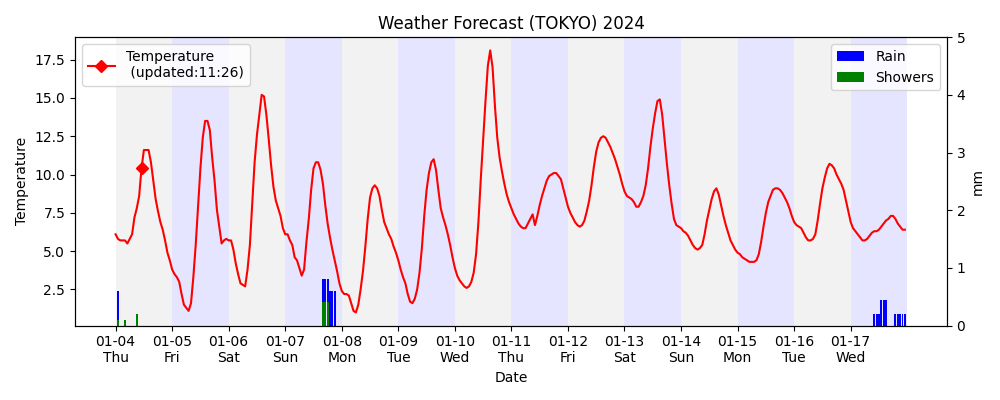 Weather Forecast (TOKYO) 2024
Temperature
(updated:11:26)
Rain
Showers
Temperature
17.5
15.0
12.5
10.0
7.5
5.0
2.5
5
4
3
2
1
0
mm
01-04 01-05 01-06 01-07 01-08 01-09 01-10 01-11 01-12 01-13 01-14 01-15 01-16 01-17
Thu Fri Sat Sun Mon Tue Wed Thu Fri Sat Sun Mon Tue Wed
Date